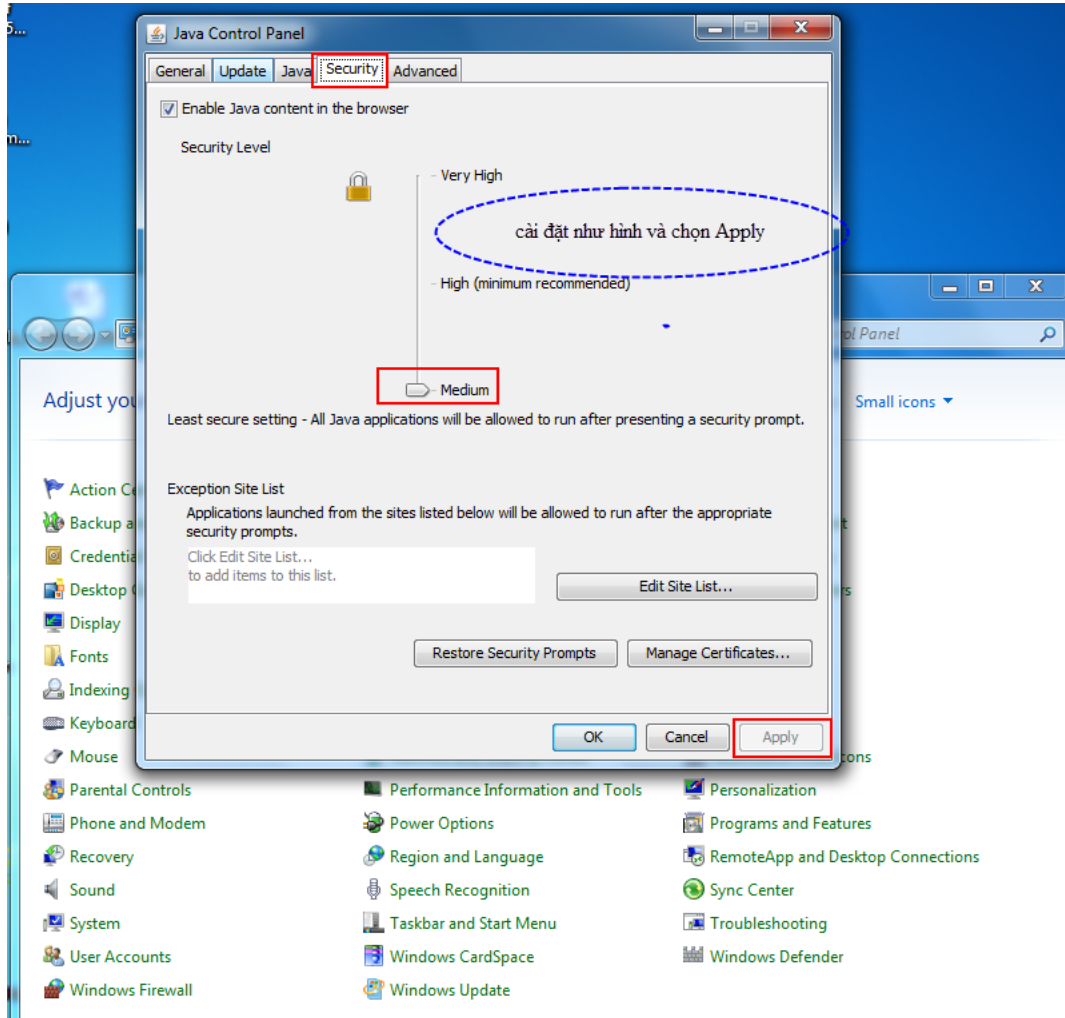 5...
m...
Java Control Panel
General Update Java Security Advanced
Enable Java content in the browser
Security Level
Very High
cài đặt như hình và chọn Apply
High (minimum recommended)
Medium
Least secure setting - All Java applications will be allowed to run after presenting a security prompt.
Exception Site List
Applications launched from the sites listed below will be allowed to run after the appropriate
security prompts.
Click Edit Site List...
to add items to this list.
Edit Site List...
Restore Security Prompts Manage Certificates...
OK Cancel Apply
Panel
Adjust Small icons
Action
Backup
Desktop
Display
Fonts
Indexing
Keyboard
Mouse
Parental Controls Performance Information and Tools Personalization
Phone and Modem Power Options Programs and Features
Recovery Region and Language RemoteApp and Desktop Connections
Sound Speech Recognition Sync Center
System Taskbar and Start Menu Troubleshooting
User Accounts Windows CardSpace Windows Defender
Windows Firewall Windows Update